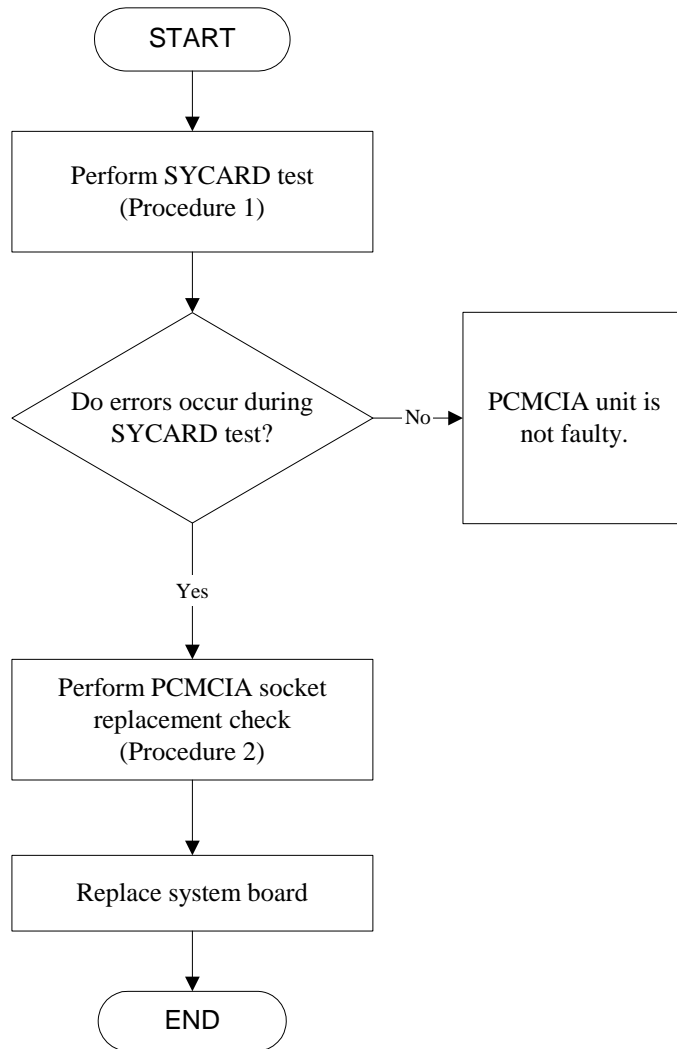 START
Perform SYCARD test
(Procedure 1)
Do errors occur during
SYCARD test?
No
PCMCIA unit is
not faulty.
Yes
Perform PCMCIA socket
replacement check
(Procedure 2)
Replace system board
END